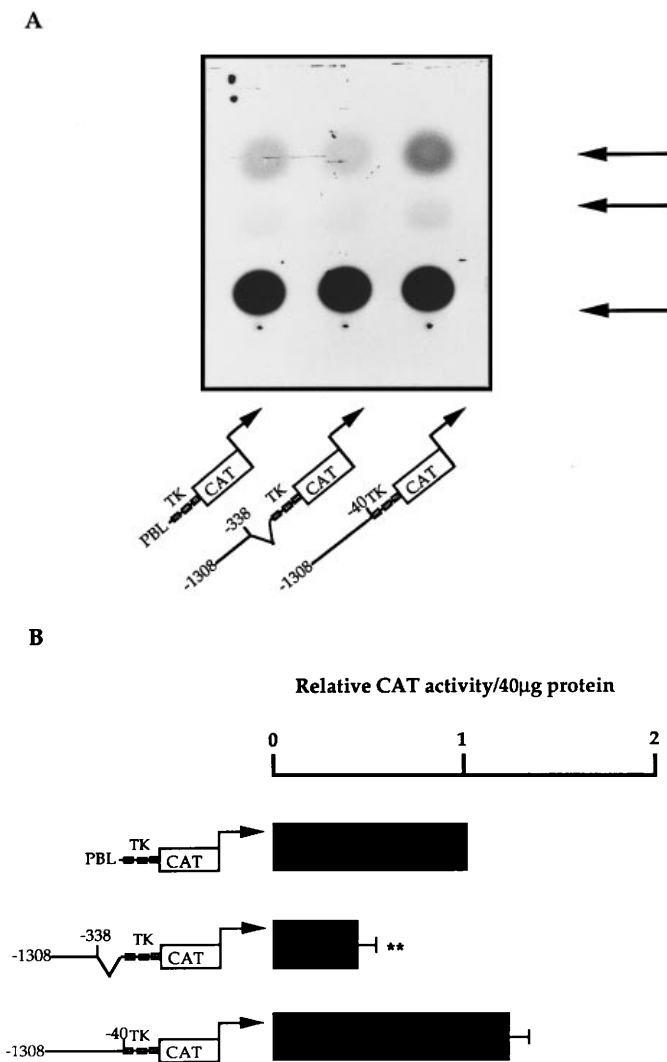 A
PBL TK CAT
-1308 -338 TK CAT
-1308 -40TK CAT
B
Relative CAT activity/40µg protein
0 1 2
TK
PBL CAT
-338 TK
-1308 CAT **
-40TK
-1308 CAT